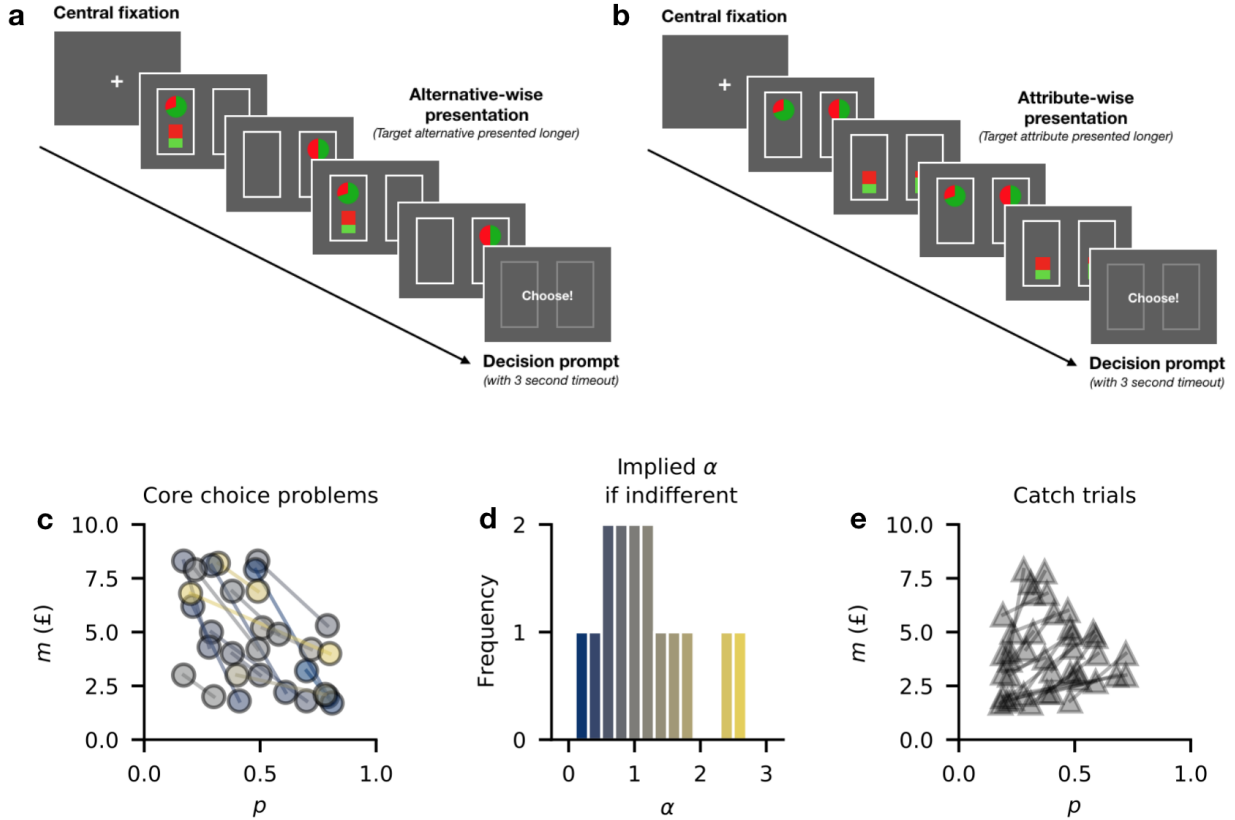 a
Central fixation
Alternative-wise
presentation
(Target alternative presented longer)
Choose!
Decision prompt
(with 3 second timeout)
b
Central fixation
Attribute-wise
presentation
(Target attribute presented longer)
Choose!
Decision prompt
(with 3 second timeout)
c
Core choice problems
m (£)
10.0
7.5
5.0
2.5
0.0
0.0 0.5 1.0
p
d
Implied α
if indifferent
Frequency
2
1
0
0 1 2 3
α
e
Catch trials
m (£)
10.0
7.5
5.0
2.5
0.0
0.0 0.5 1.0
p